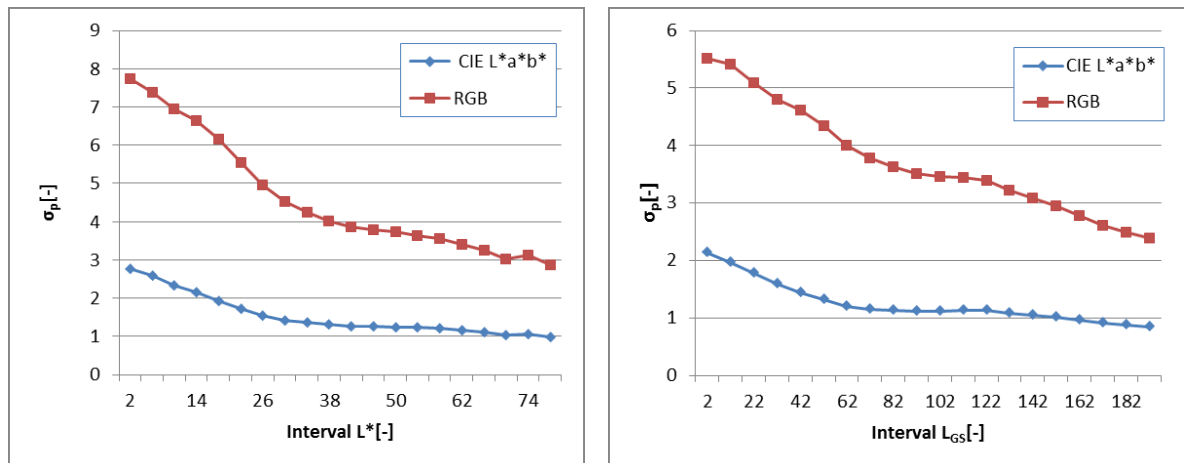 9
8
7
6
5
4
3
2
1
0
σp[-]
CIE L*a*b*
RGB
2 14 26 38 50 62 74
Interval L*[-]
6
5
4
3
2
1
0
σp[-]
CIE L*a*b*
RGB
2 22 42 62 82 102 122 142 162 182
Interval LGS[-]